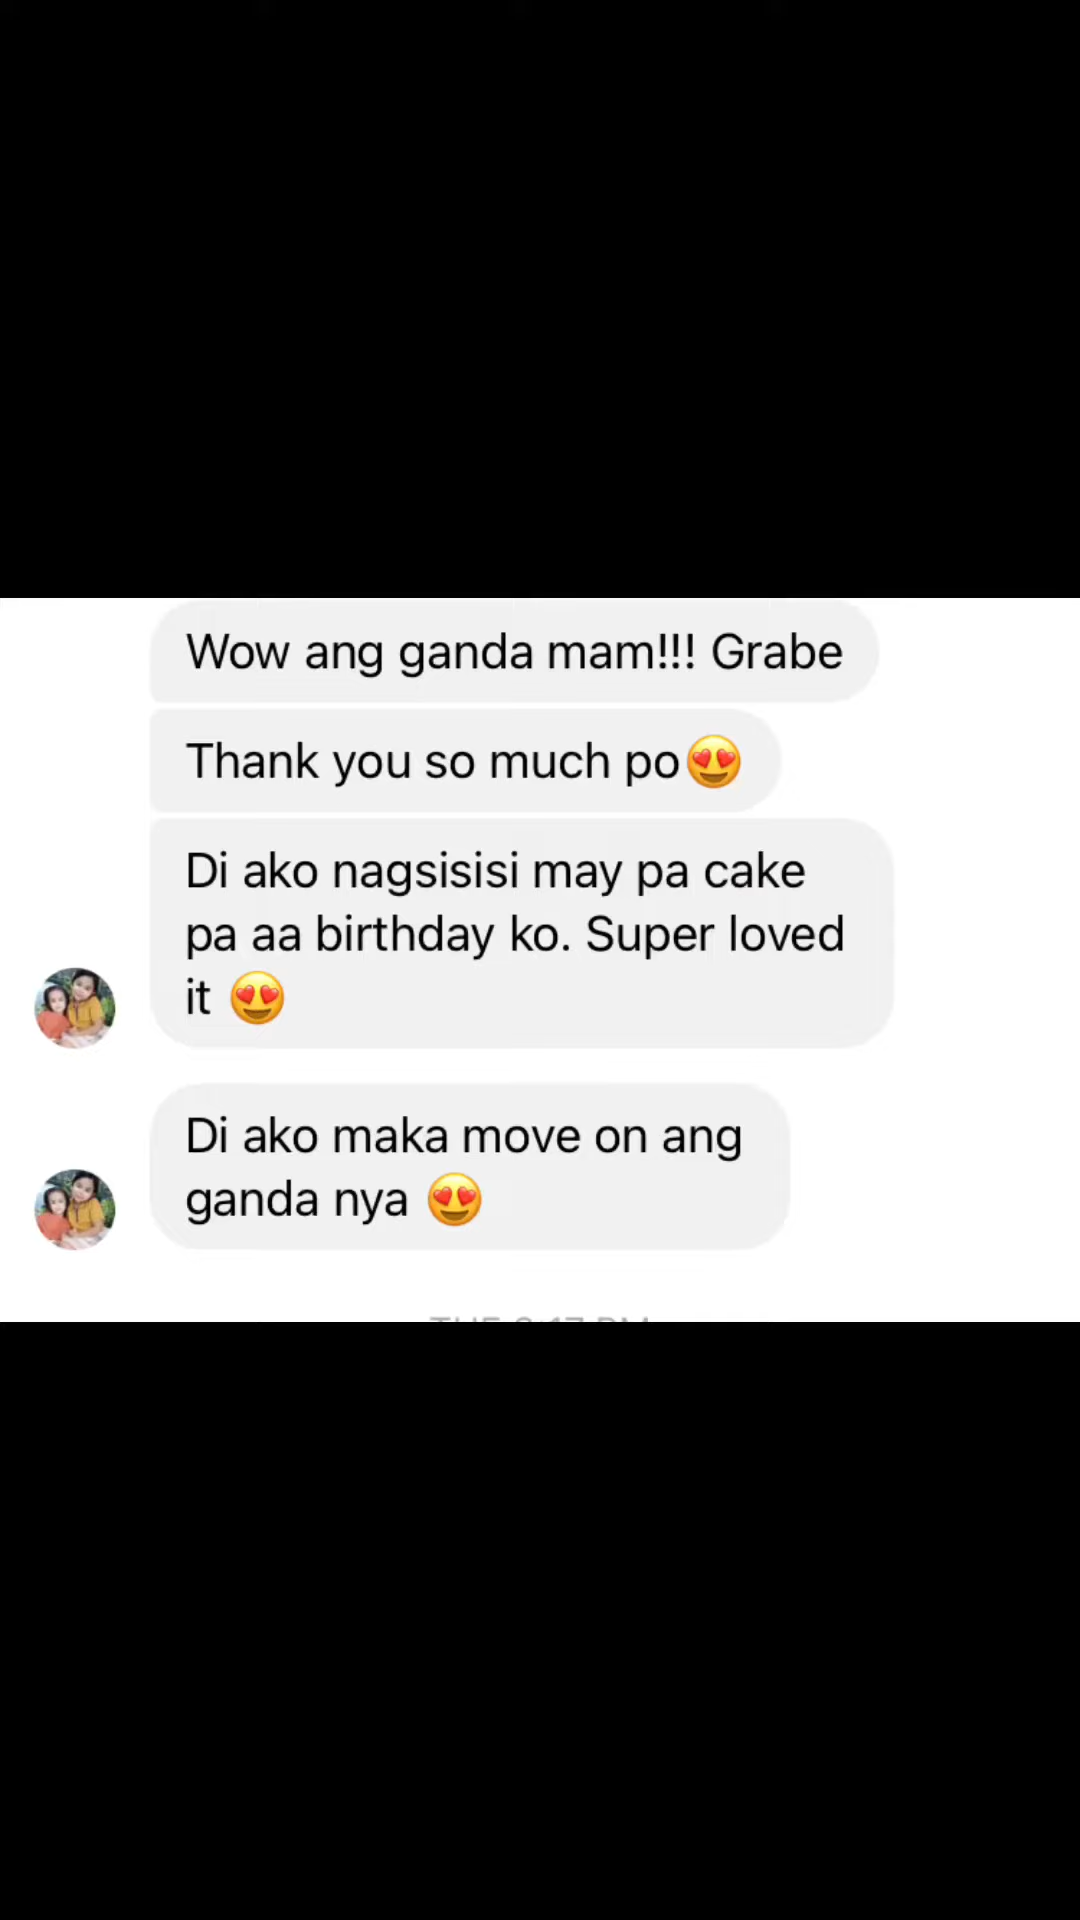 Wow ang ganda mam!!! Grabe
Thank you so much po😍
Di ako nagsisisi may pa cake
pa aa birthday ko. Super loved
it 😍
Di ako maka move on ang
ganda nya 😍